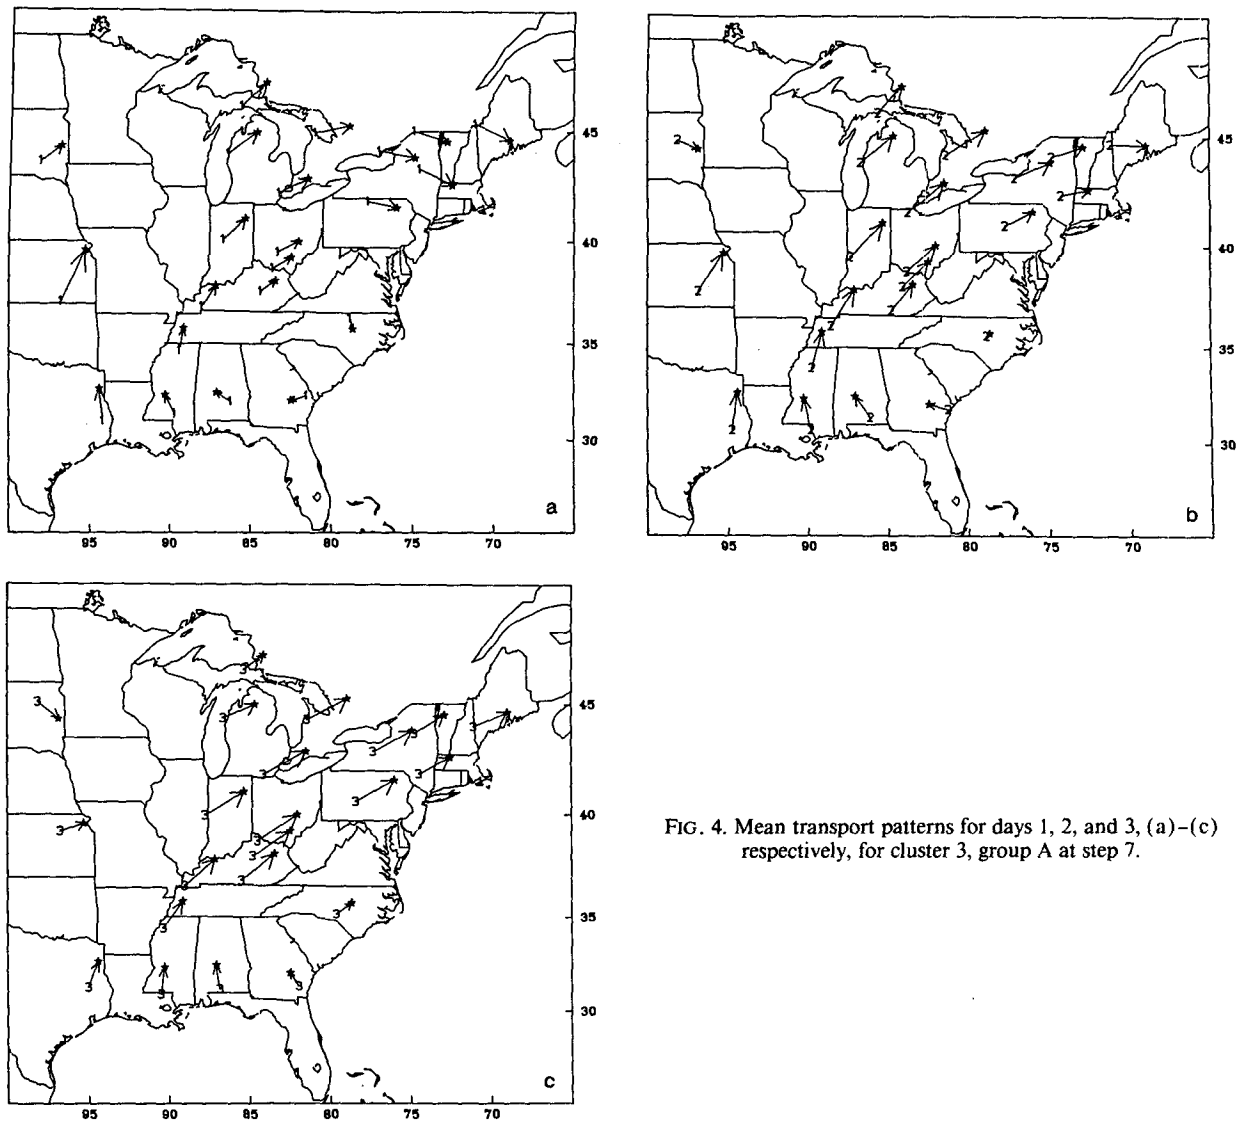 45
40
35
30
a
95 90 85 80 75 70
45
40
35
30
b
95 90 85 80 75 70
45
40
35
30
c
95 90 85 80 75 70
FIG. 4. Mean transport patterns for days 1, 2, and 3, (a)–(c)
respectively, for cluster 3, group A at step 7.